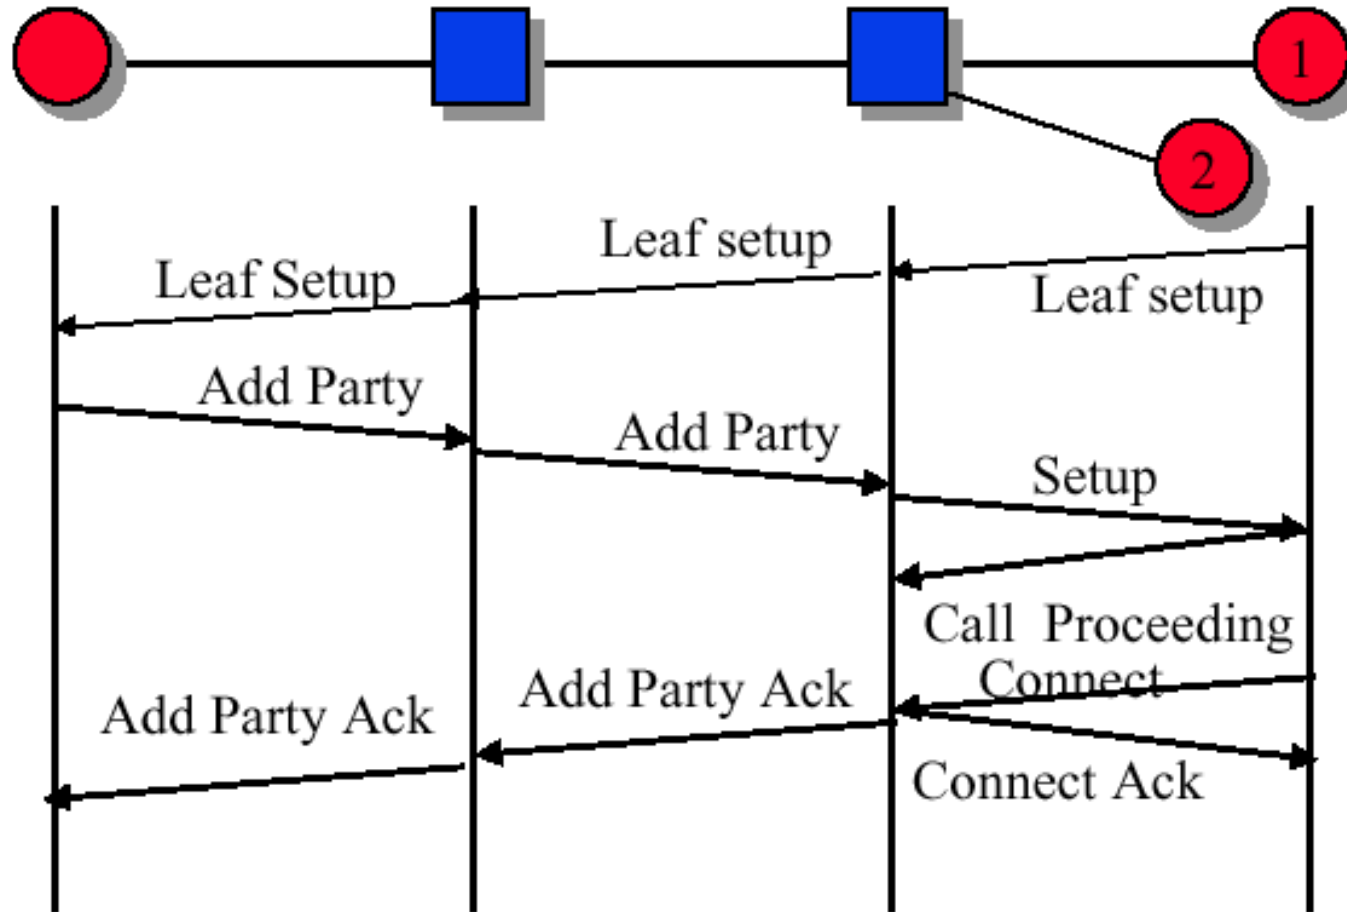 1
2
Leaf setup
Leaf Setup
Leaf setup
Add Party
Add Party
Setup
Call Proceeding
Connect
Add Party Ack
Add Party Ack
Connect Ack